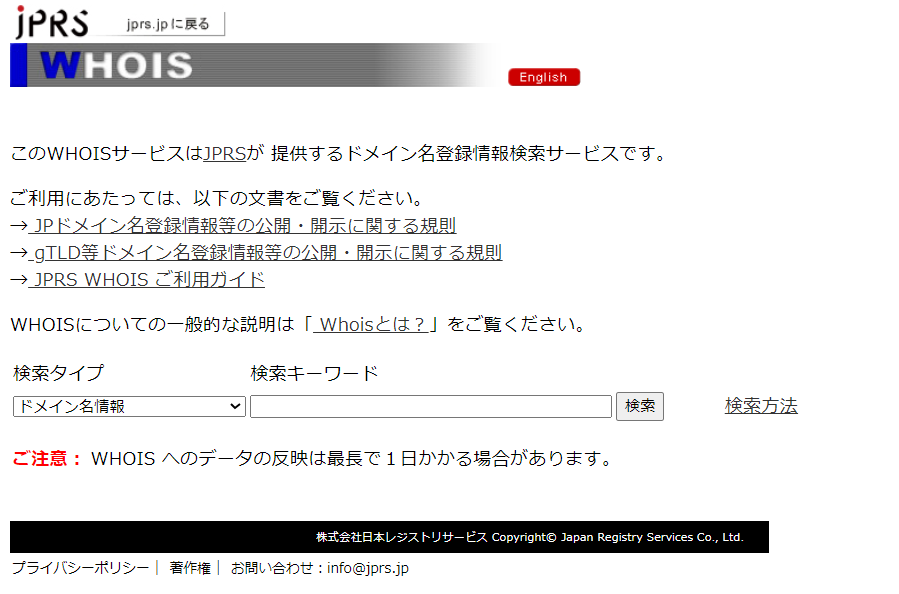 JPRS
jprs.jpに戻る
WHOIS
English
このWHOISサービスはJPRSが 提供するドメイン名登録情報検索サービスです。
ご利用にあたっては、以下の文書をご覧ください。
→ JPドメイン名登録情報等の公開・開示に関する規則
→ gTLD等ドメイン名登録情報等の公開・開示に関する規則
→ JPRS WHOIS ご利用ガイド
WHOISについての一般的な説明は「 Whoisとは？」をご覧ください。
検索タイプ 検索キーワード
ドメイン名情報 検索 検索方法
ご注意： WHOIS へのデータの反映は最長で１日かかる場合があります。
株式会社日本レジストリサービス Copyright© Japan Registry Services Co., Ltd.
プライバシーポリシー｜ 著作権｜ お問い合わせ：info@jprs.jp